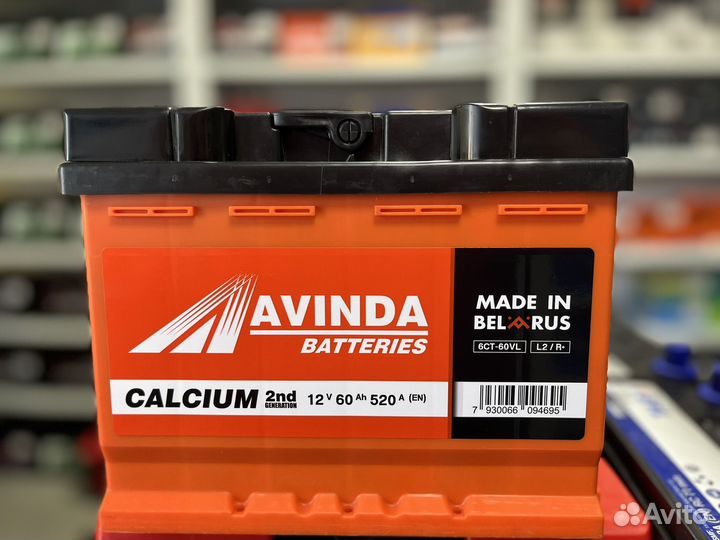 AVINDA
BATTERIES
CALCIUM 2nd GENERATION 12 V 60 Ah 520 A (EN)
MADE IN
BELARUS
6CT-60VL L2 / R+
7 930066 094695
Avito